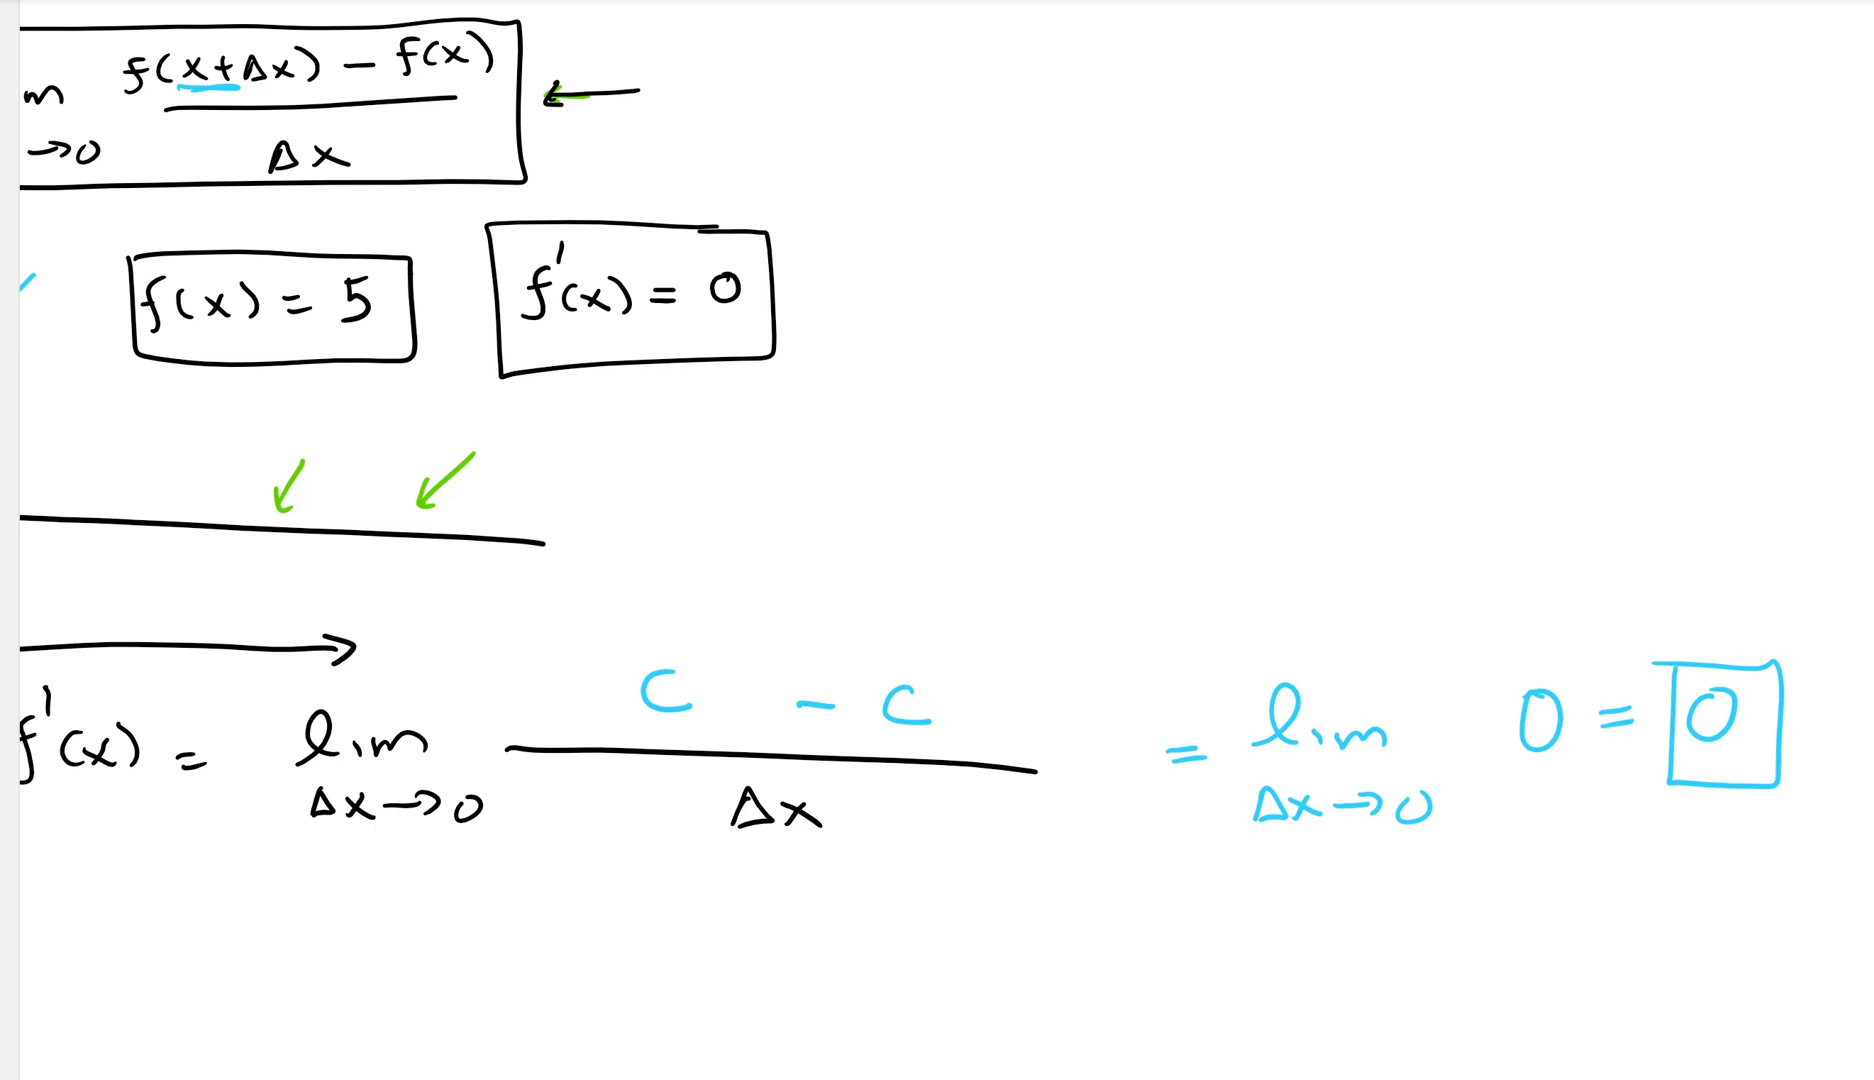 m f(x+Δx) − f(x)
→0 Δx
f(x) = 5 f'(x) = 0
f'(x) = lim C − C = lim 0 = 0
Δx→0 Δx Δx→0